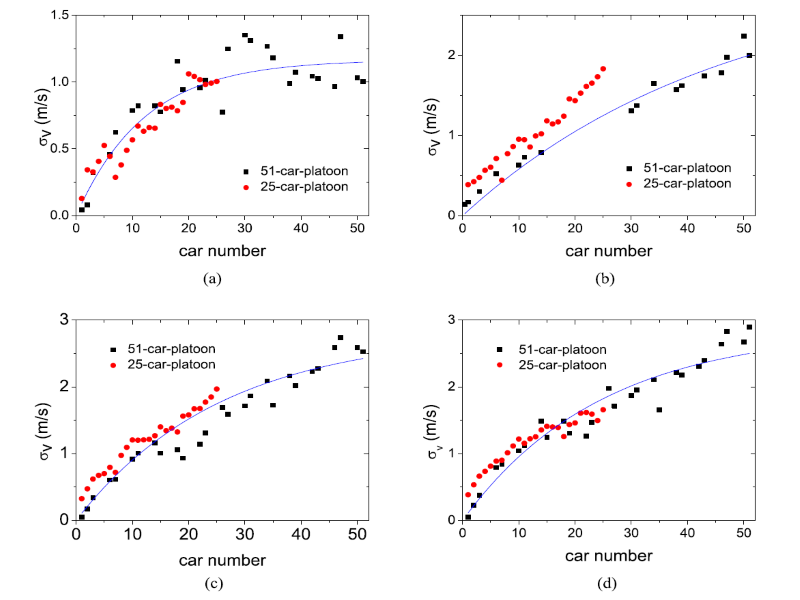 1.5
1.0
0.5
0.0
σV (m/s)
51-car-platoon
25-car-platoon
0 10 20 30 40 50
car number
(a)
2
1
0
σV (m/s)
51-car-platoon
25-car-platoon
0 10 20 30 40 50
car number
(b)
3
2
1
0
σV (m/s)
51-car-platoon
25-car-platoon
0 10 20 30 40 50
car number
(c)
3
2
1
0
σv (m/s)
51-car-platoon
25-car-platoon
0 10 20 30 40 50
car number
(d)